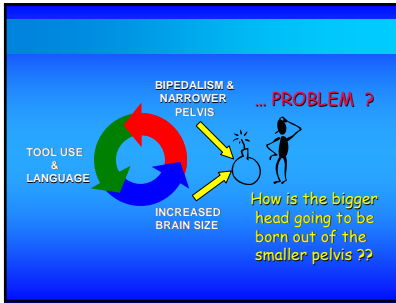 BIPEDALISM &
NARROWER
PELVIS
... PROBLEM ?
TOOL USE
&
LANGUAGE
INCREASED
BRAIN SIZE
How is the bigger
head going to be
born out of the
smaller pelvis ??